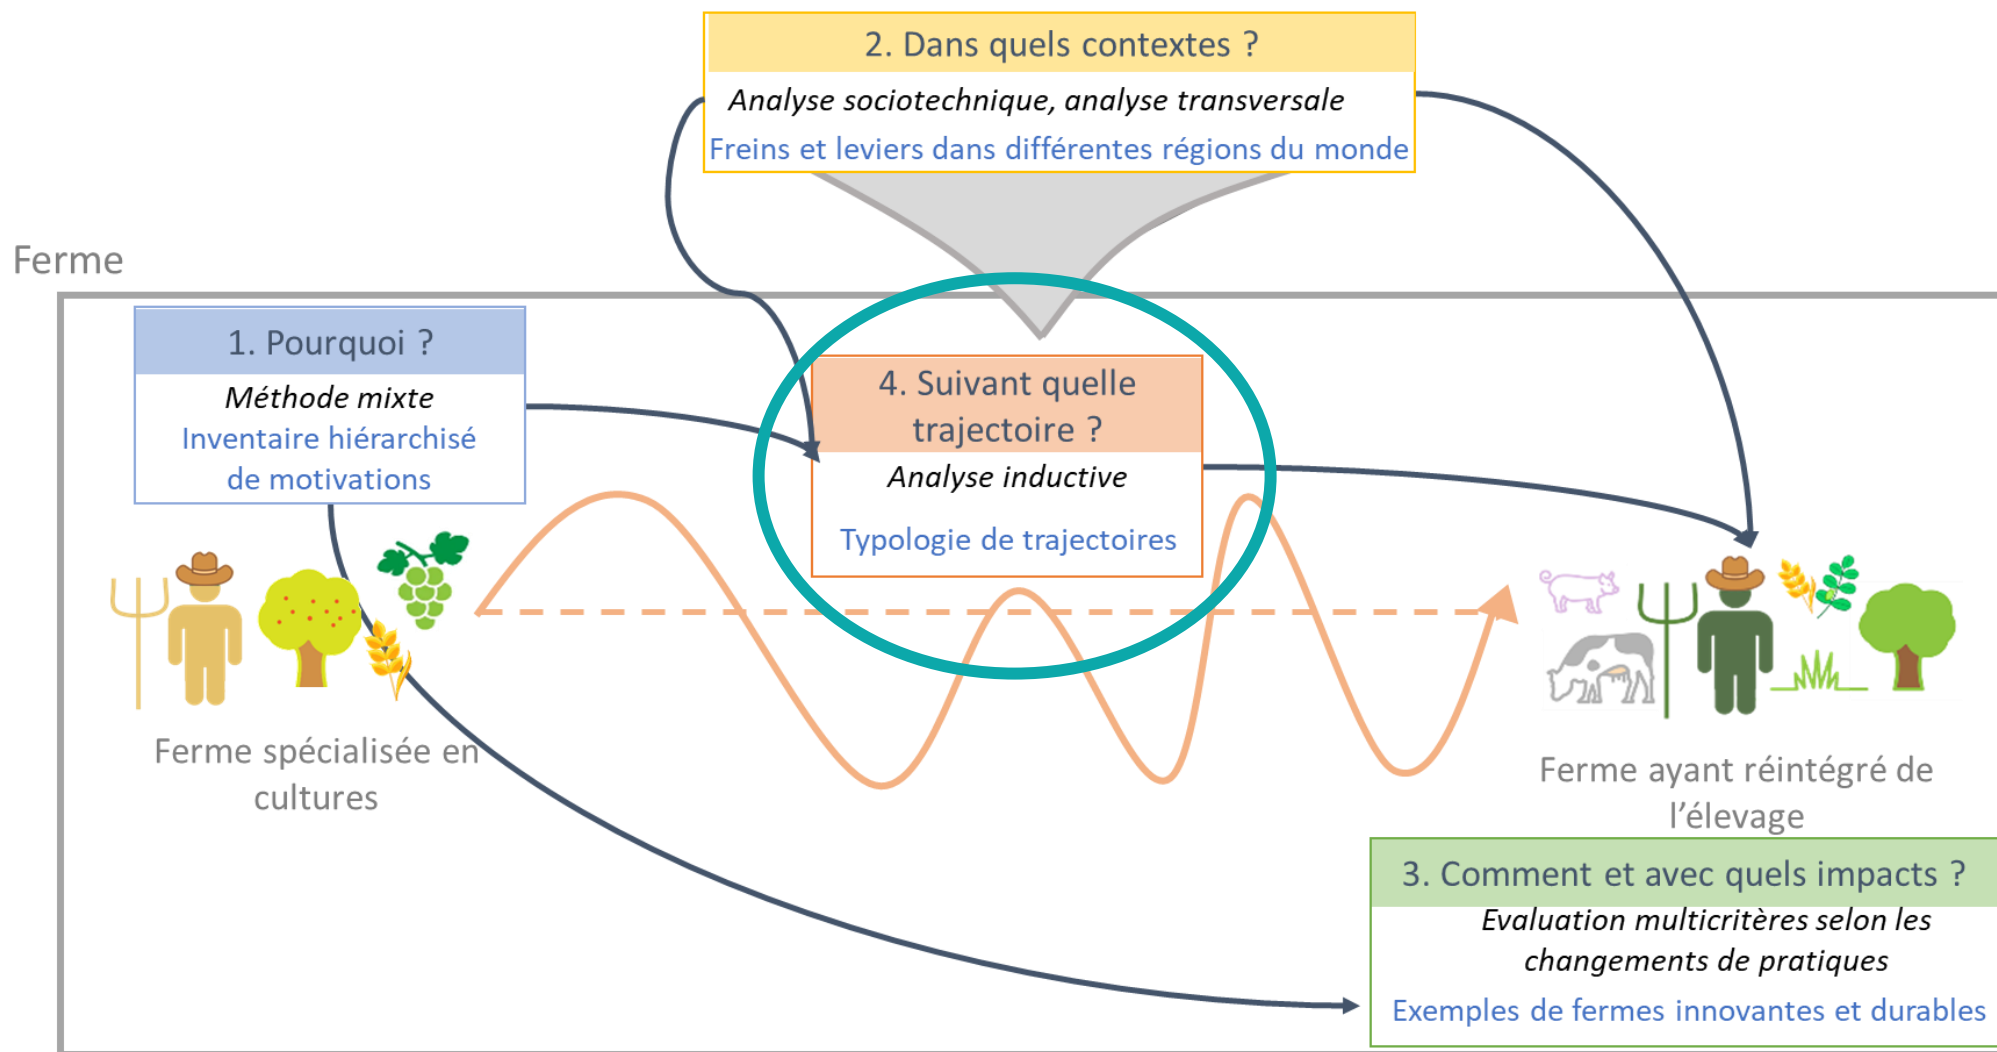 2. Dans quels contextes ?
Analyse sociotechnique, analyse transversale
Freins et leviers dans différentes régions du monde
Ferme
1. Pourquoi ?
Méthode mixte
Inventaire hiérarchisé
de motivations
4. Suivant quelle
trajectoire ?
Analyse inductive
Typologie de trajectoires
Ferme spécialisée en
cultures
Ferme ayant réintégré de
l’élevage
3. Comment et avec quels impacts ?
Evaluation multicritères selon les
changements de pratiques
Exemples de fermes innovantes et durables